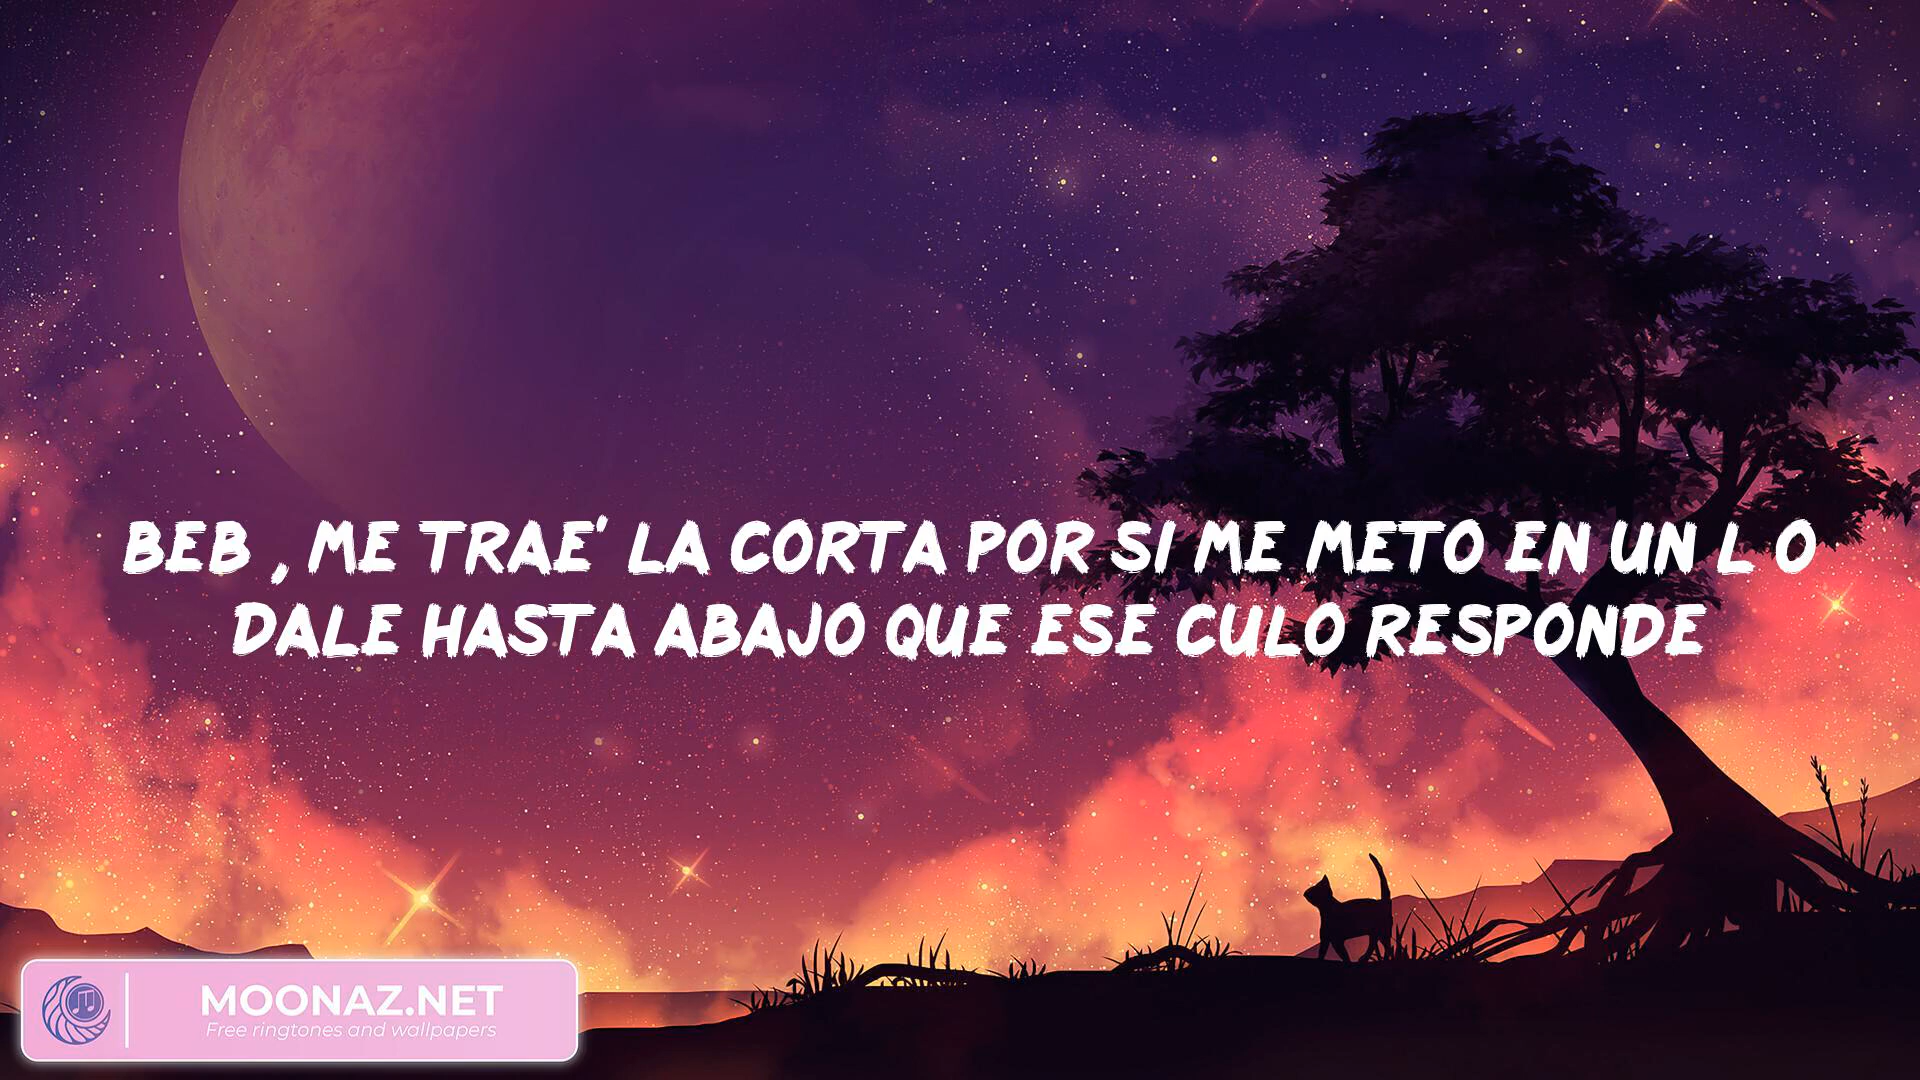 BEB , ME TRAE' LA CORTA POR SI ME METO EN UN L O
DALE HASTA ABAJO QUE ESE CULO RESPONDE
MOONAZ.NET
Free ringtones and wallpapers